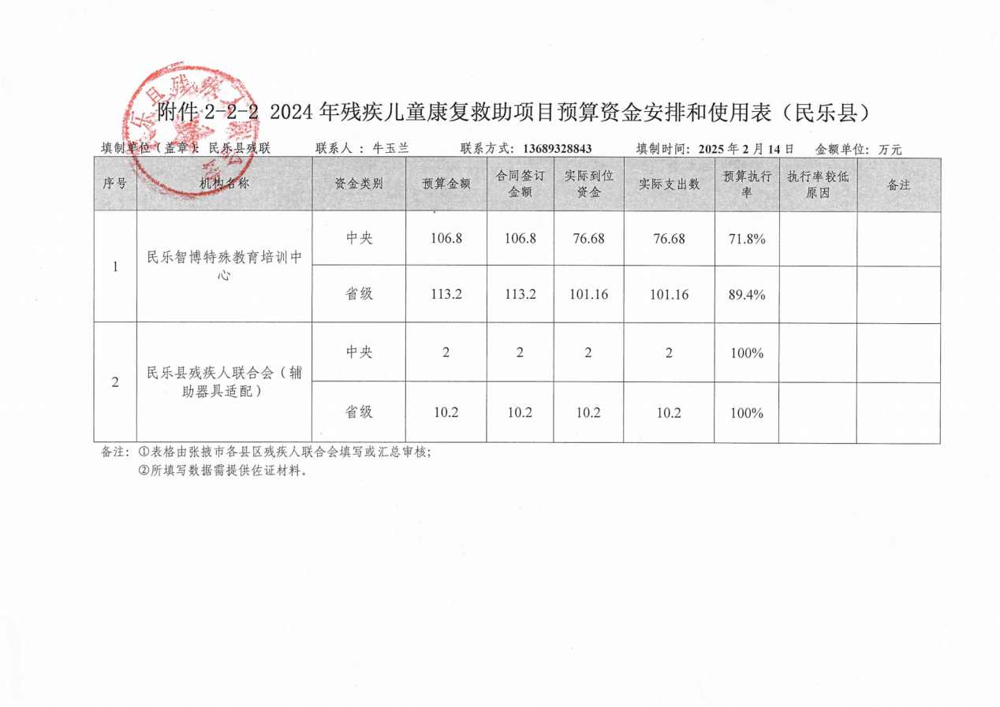 附件 2-2-2 2024 年残疾儿童康复救助项目预算资金安排和使用表（民乐县）
填制单位（盖章）：民乐县残联 联系人：牛玉兰 联系方式：13689328843 填制时间：2025 年 2 月 14 日 金额单位：万元
序号 机构名称 资金类别 预算金额 合同签订金额 实际到位资金 实际支出数 预算执行率 执行率较低原因 备注
1 民乐智博特殊教育培训中心 中央 106.8 106.8 76.68 76.68 71.8%
省级 113.2 113.2 101.16 101.16 89.4%
2 民乐县残疾人联合会（辅助器具适配） 中央 2 2 2 2 100%
省级 10.2 10.2 10.2 10.2 100%
备注：①表格由张掖市各县区残疾人联合会填写或汇总审核；
②所填写数据需提供佐证材料。